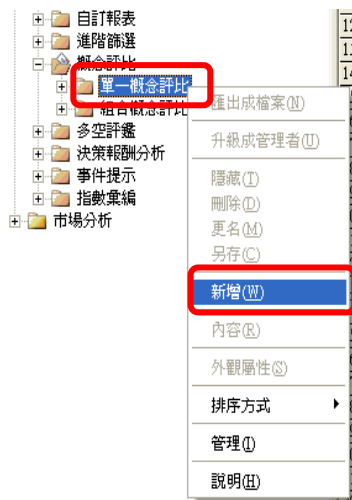 自訂報表
進階篩選
概念評比
單一概念評比
組合概念評比
多空評鑑
決策報酬分析
事件提示
指數彙編
市場分析
匯出成檔案(N)
升級成管理者(U)
隱藏(T)
刪除(D)
更名(M)
另存(C)
新增(W)
內容(R)
外觀屬性(S)
排序方式
管理(I)
說明(H)